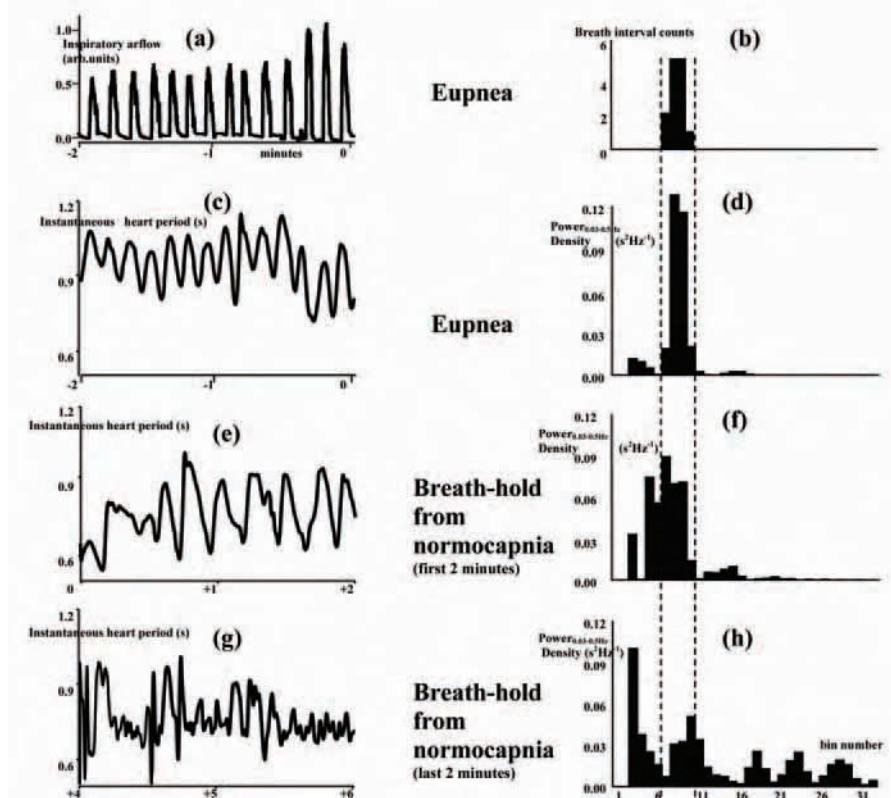 (a)
1.0
Inspiratory arflow
(arb.units)
0.5
0.0
-2
-1
minutes
0
Eupnea
Breath interval counts
(b)
6
4
2
0
(c)
1.2
Instantaneous heart period (s)
0.9
0.6
-2
-1
0
Eupnea
(d)
0.12
Power0.03-0.5Hz
Density (s²Hz⁻¹)
0.09
0.06
0.03
0.00
1.2
Instantaneous heart period (s)
(e)
0.9
0.6
0
+1
+2
Breath-hold
from
normocapnia
(first 2 minutes)
0.12
(f)
Power0.03-0.5Hz
Density (s²Hz⁻¹)
0.09
0.06
0.03
0.00
1.2
Instantaneous heart period (s)
(g)
0.9
0.6
+4
+5
+6
Breath-hold
from
normocapnia
(last 2 minutes)
0.12
(h)
Power0.03-0.5Hz
Density (s²Hz⁻¹)
0.09
0.06
0.03
0.00
bin number
1
11
16
21
26
31